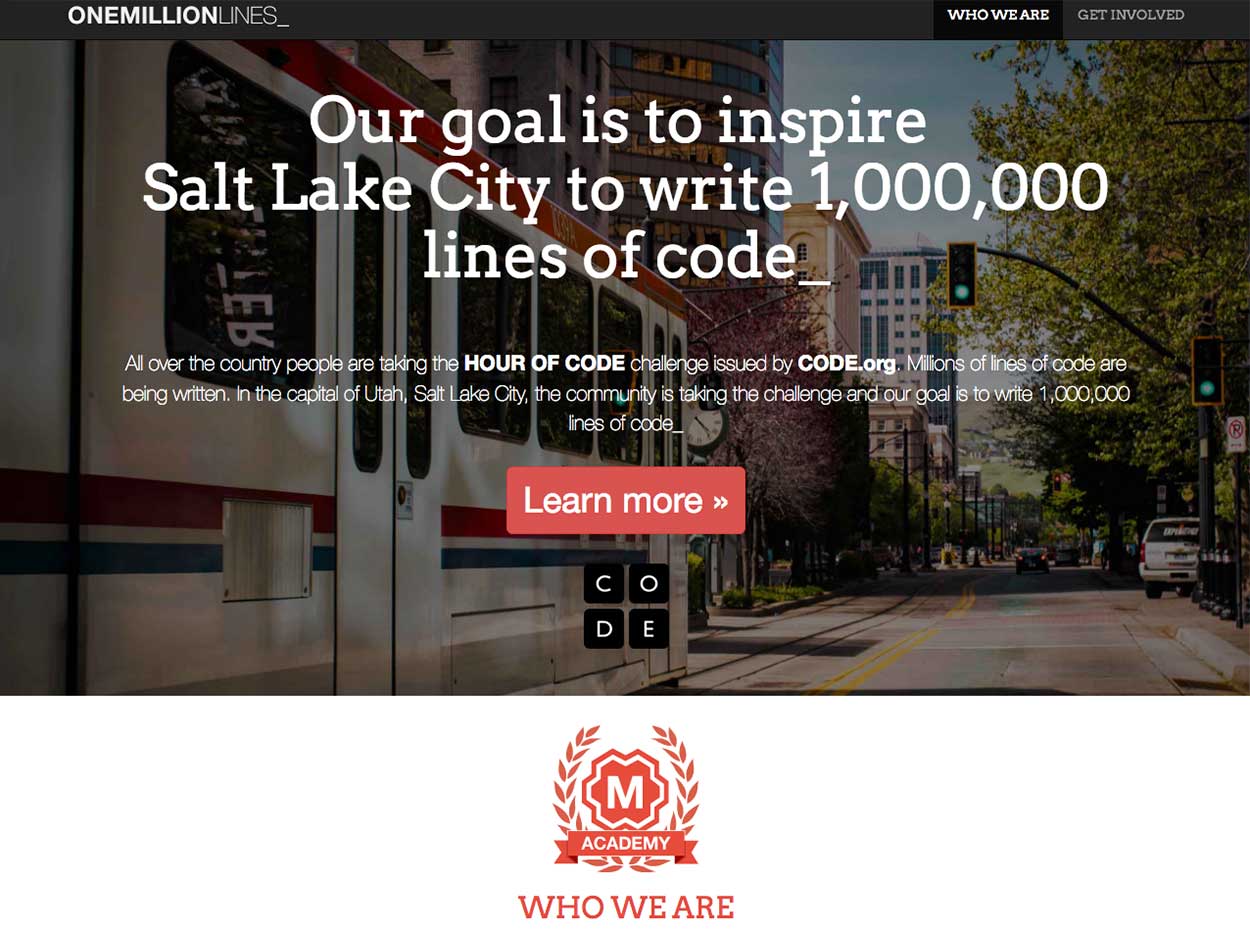 ONEMILLIONLINES_
WHO WE ARE
GET INVOLVED
Our goal is to inspire
Salt Lake City to write 1,000,000
lines of code_
All over the country people are taking the HOUR OF CODE challenge issued by CODE.org. Millions of lines of code are
being written. In the capital of Utah, Salt Lake City, the community is taking the challenge and our goal is to write 1,000,000
lines of code_
Learn more »
C O
D E
M
ACADEMY
WHO WE ARE